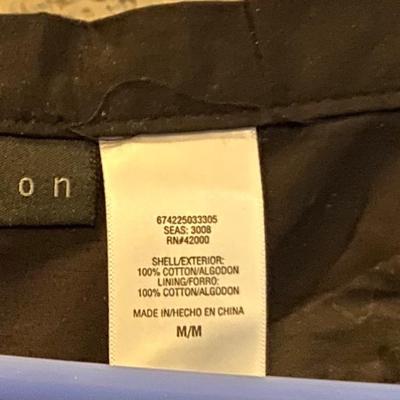 on
674225033305
SEAS: 3008
RN#42000
SHELL/EXTERIOR:
100% COTTON/ALGODON
LINING/FORRO:
100% COTTON/ALGODON
MADE IN/HECHO EN CHINA
M/M